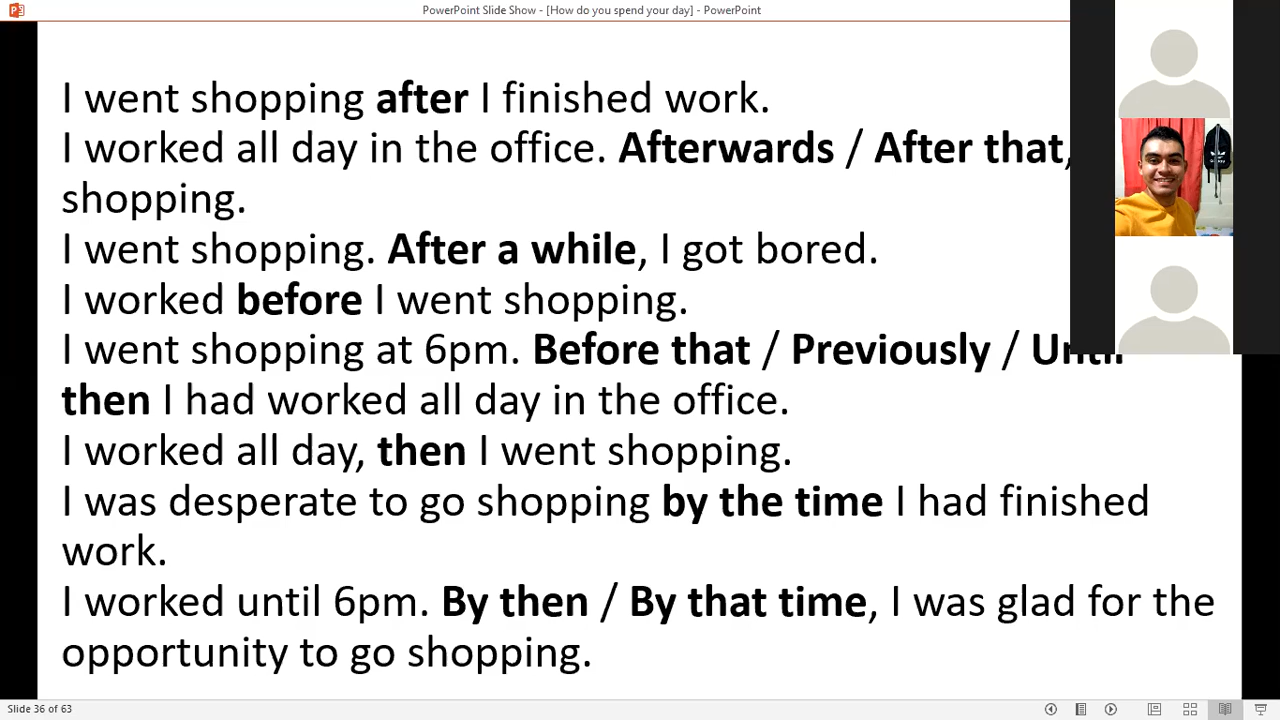 PowerPoint Slide Show - [How do you spend your day] - PowerPoint
I went shopping after I finished work.
I worked all day in the office. Afterwards / After that,
shopping.
I went shopping. After a while, I got bored.
I worked before I went shopping.
I went shopping at 6pm. Before that / Previously / Until
then I had worked all day in the office.
I worked all day, then I went shopping.
I was desperate to go shopping by the time I had finished
work.
I worked until 6pm. By then / By that time, I was glad for the
opportunity to go shopping.
Slide 36 of 63